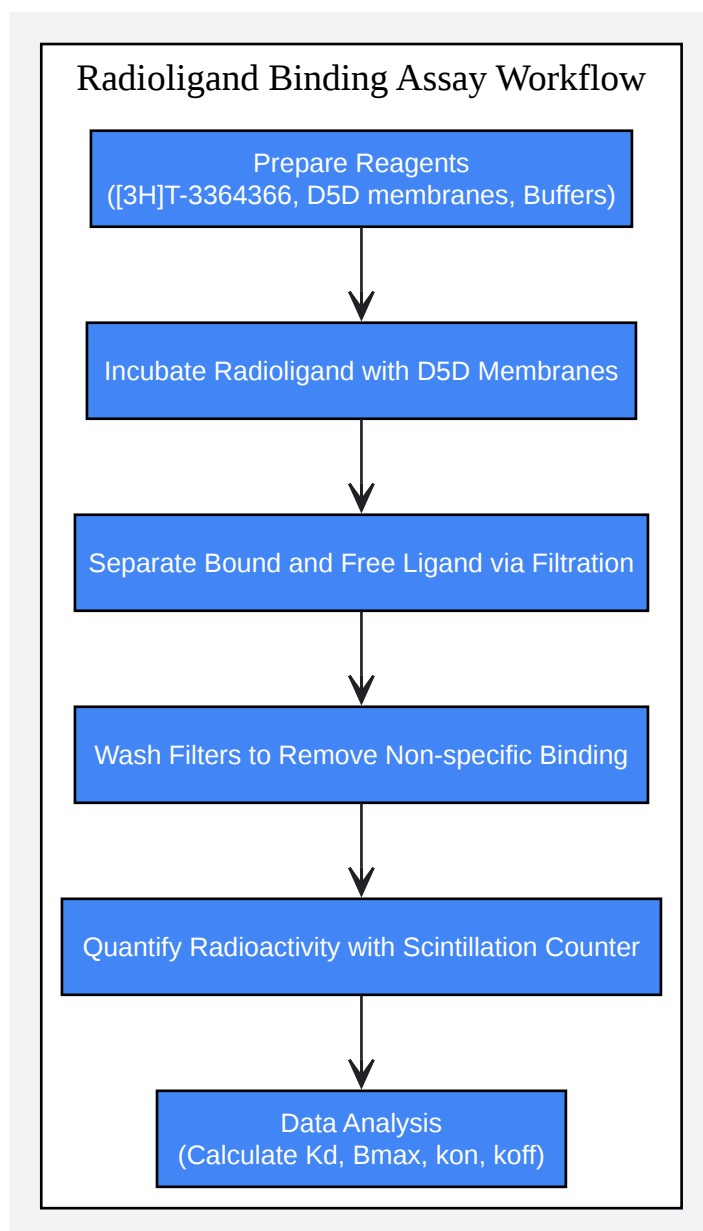 Radioligand Binding Assay Workflow
Prepare Reagents
([3H]T-3364366, D5D membranes, Buffers)
Incubate Radioligand with D5D Membranes
Separate Bound and Free Ligand via Filtration
Wash Filters to Remove Non-specific Binding
Quantify Radioactivity with Scintillation Counter
Data Analysis
(Calculate Kd, Bmax, kon, koff)